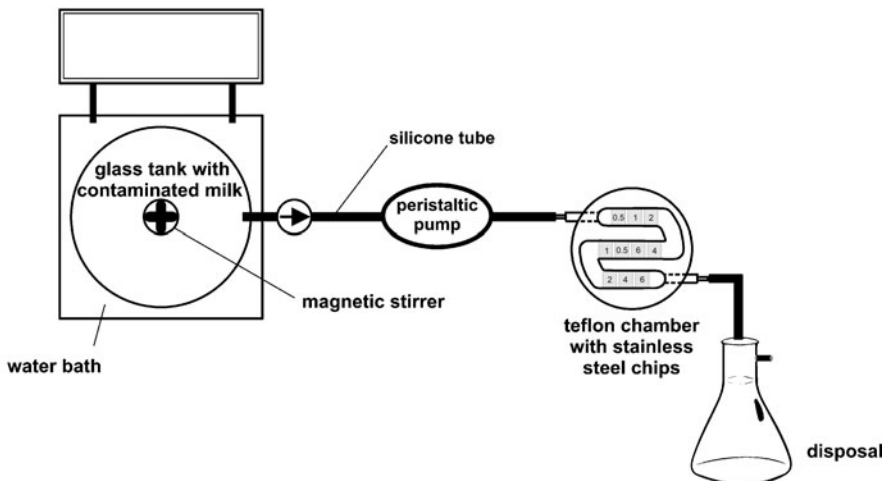 silicone tube
glass tank with
contaminated milk
peristaltic
pump
0.5 1 2
1 0.5 6 4
2 4 6
magnetic stirrer
teflon chamber
with stainless
steel chips
water bath
disposal